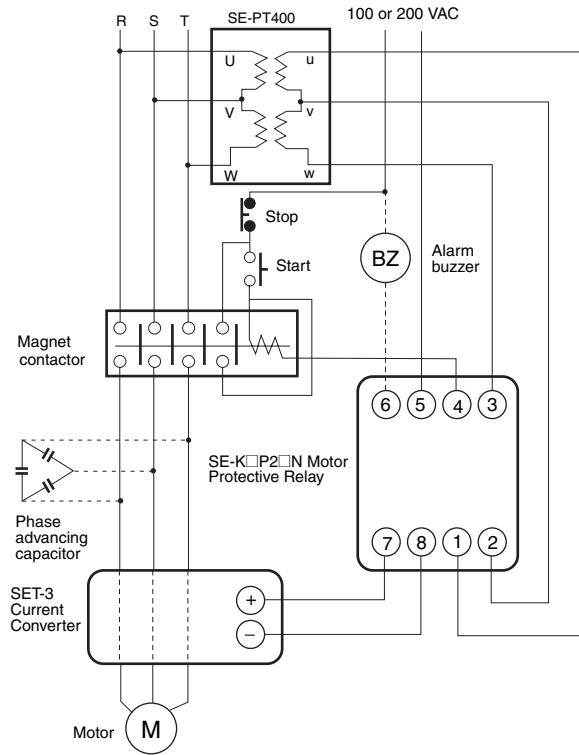 SE-PT400
100 or 200 VAC
R S T
U u
V v
W w
Stop
Start
BZ
Alarm
buzzer
Magnet
contactor
6 5 4 3
SE-K□P2□N Motor
Protective Relay
7 8 1 2
Phase
advancing
capacitor
SET-3
Current
Converter
+
−
Motor
M